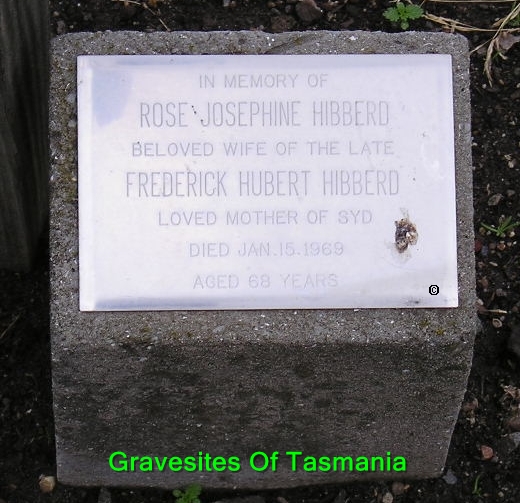 IN MEMORY OF
ROSE JOSEPHINE HIBBERD
BELOVED WIFE OF THE LATE
FREDERICK HUBERT HIBBERD
LOVED MOTHER OF SYD
DIED JAN.15.1969
AGED 68 YEARS
©
Gravesites Of Tasmania